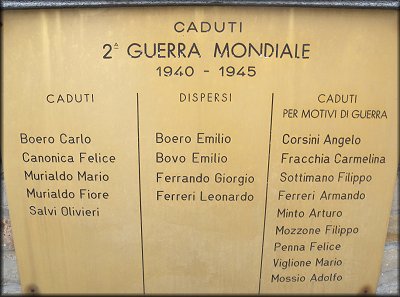 CADUTI
2ª GUERRA MONDIALE
1940 - 1945
CADUTI
Boero Carlo
Canonica Felice
Murialdo Mario
Murialdo Fiore
Salvi Olivieri
DISPERSI
Boero Emilio
Bovo Emilio
Ferrando Giorgio
Ferreri Leonardo
CADUTI
PER MOTIVI DI GUERRA
Corsini Angelo
Fracchia Carmelina
Sottimano Filippo
Ferreri Armando
Minto Arturo
Mozzone Filippo
Penna Felice
Viglione Mario
Mossio Adolfo